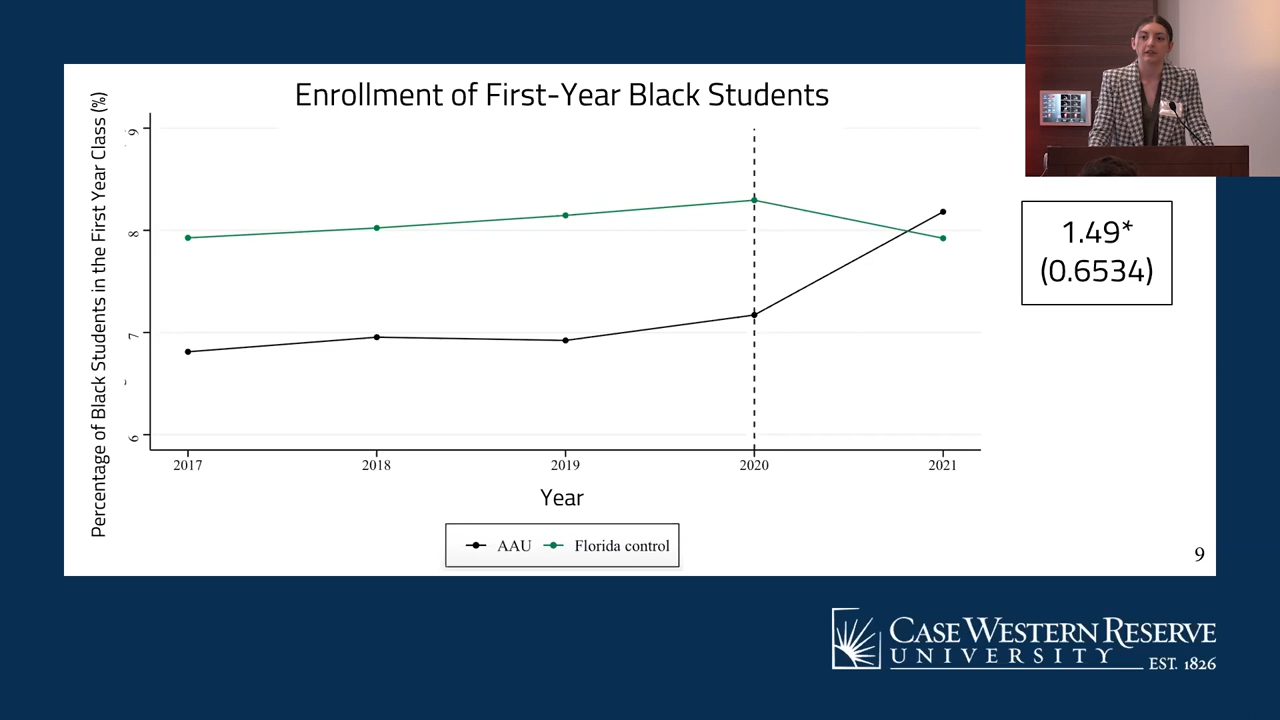 Enrollment of First-Year Black Students
Percentage of Black Students in the First Year Class (%)
9
8
7
6
2017
2018
2019
2020
2021
Year
AAU
Florida control
1.49*
(0.6534)
9
CASE WESTERN RESERVE
UNIVERSITY
EST. 1826